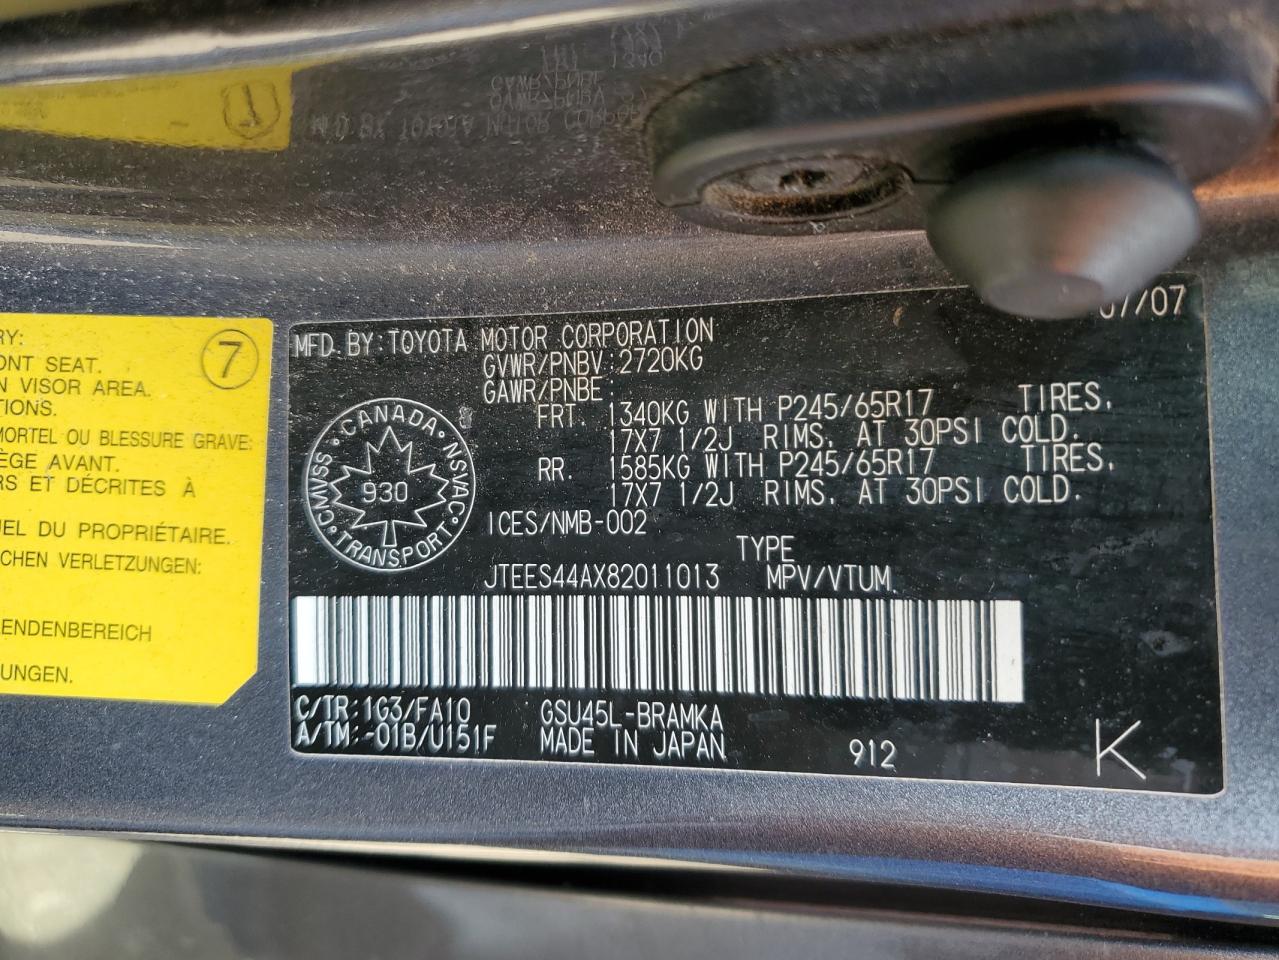 RY:
ONT SEAT.
N VISOR AREA.
TIONS.
MORTEL OU BLESSURE GRAVE:
ÈGE AVANT.
RS ET DÉCRITES À
UEL DU PROPRIÉTAIRE.
CHEN VERLETZUNGEN:
LENDENBEREICH
UNGEN.
7
07/07
MFD. BY: TOYOTA MOTOR CORPORATION
GVWR/PNBV: 2720KG
GAWR/PNBE:
FRT. 1340KG WITH P245/65R17 TIRES,
17X7 1/2J RIMS, AT 30PSI COLD.
RR. 1585KG WITH P245/65R17 TIRES,
17X7 1/2J RIMS, AT 30PSI COLD.
CANADA
CMVSS · NSVAC
930
TRANSPORT
ICES/NMB-002
TYPE
JTEES44AX82011013 MPV/VTUM.
C/TR: 1G3/FA10 GSU45L-BRAMKA
A/TM: -01B/U151F MADE IN JAPAN
912
K